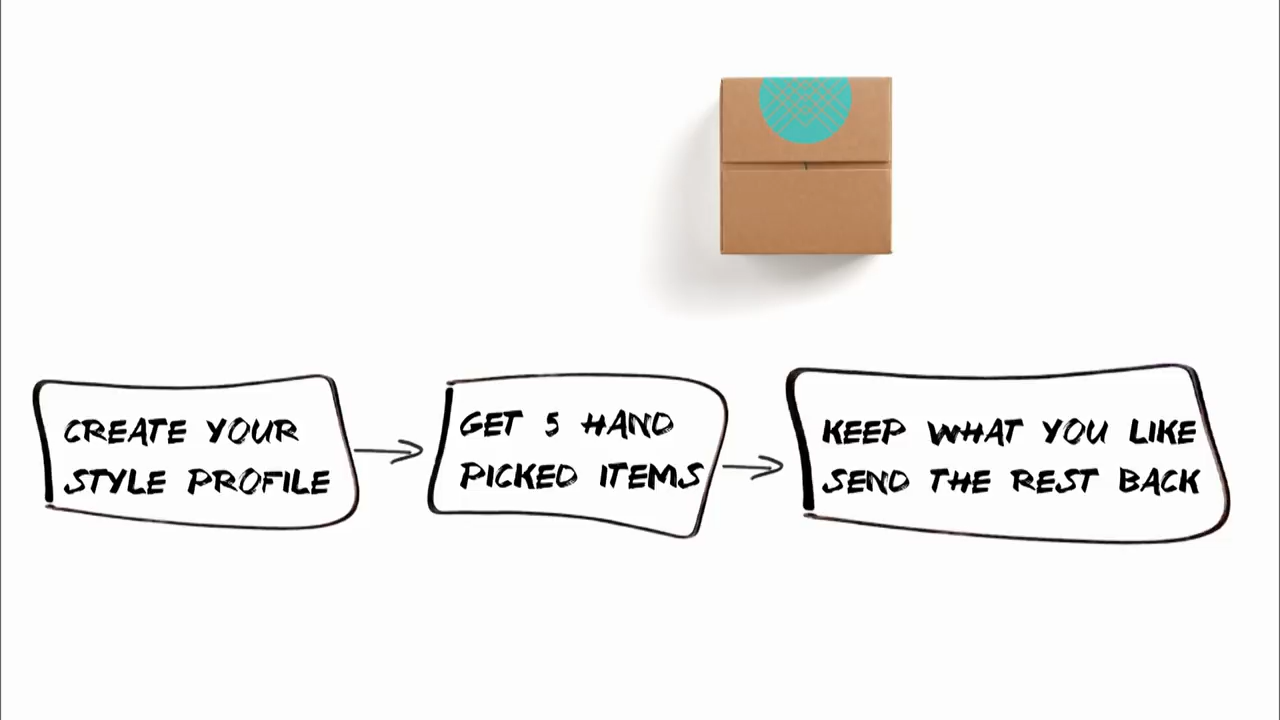 CREATE YOUR
STYLE PROFILE
GET 5 HAND
PICKED ITEMS
KEEP WHAT YOU LIKE
SEND THE REST BACK